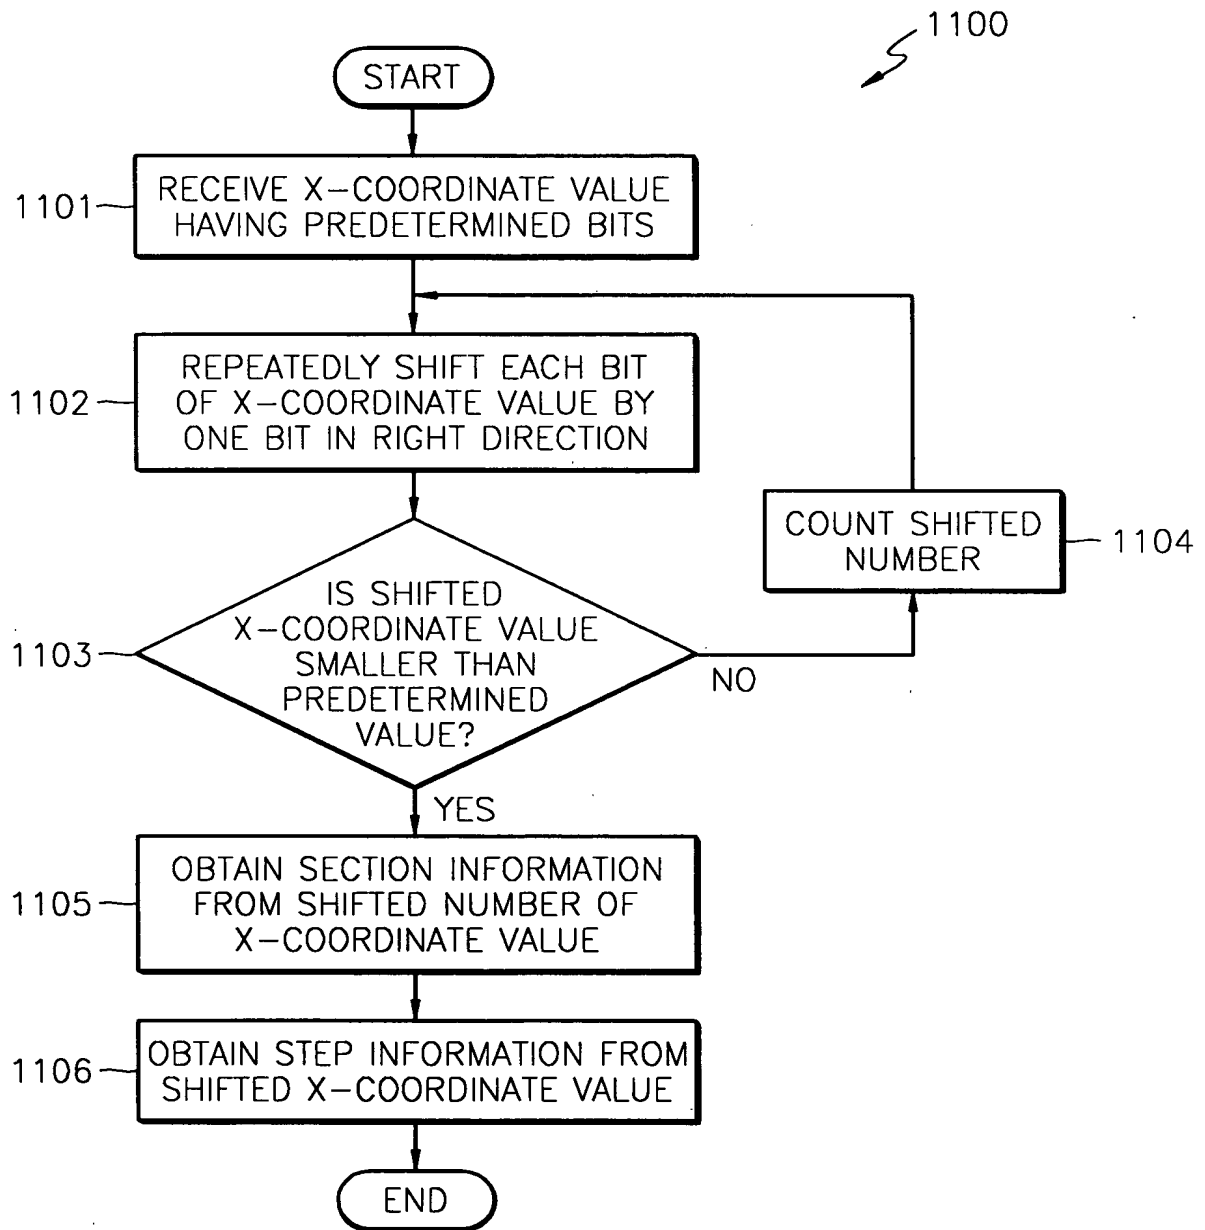 1100
START
1101
RECEIVE X-COORDINATE VALUE
HAVING PREDETERMINED BITS
1102
REPEATEDLY SHIFT EACH BIT
OF X-COORDINATE VALUE BY
ONE BIT IN RIGHT DIRECTION
COUNT SHIFTED
NUMBER
1104
1103
IS SHIFTED
X-COORDINATE VALUE
SMALLER THAN
PREDETERMINED
VALUE?
NO
YES
1105
OBTAIN SECTION INFORMATION
FROM SHIFTED NUMBER OF
X-COORDINATE VALUE
1106
OBTAIN STEP INFORMATION FROM
SHIFTED X-COORDINATE VALUE
END